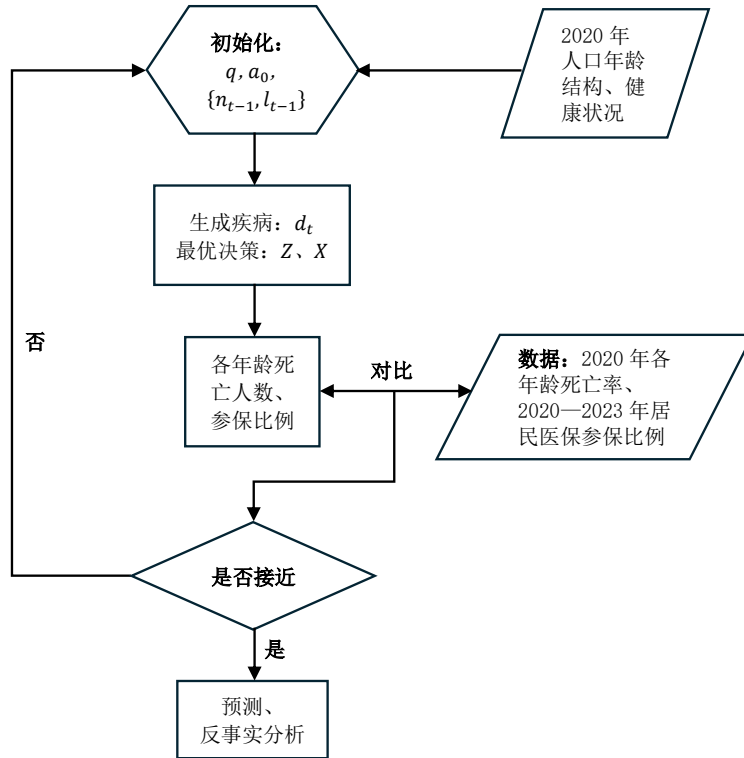 初始化：
q, a₀,
{nₜ₋₁, lₜ₋₁}
2020 年
人口年龄
结构、健
康状况
生成疾病：dₜ
最优决策：Z、X
否
各年龄死
亡人数、
参保比例
对比
数据：2020 年各
年龄死亡率、
2020—2023 年居
民医保参保比例
是否接近
是
预测、
反事实分析